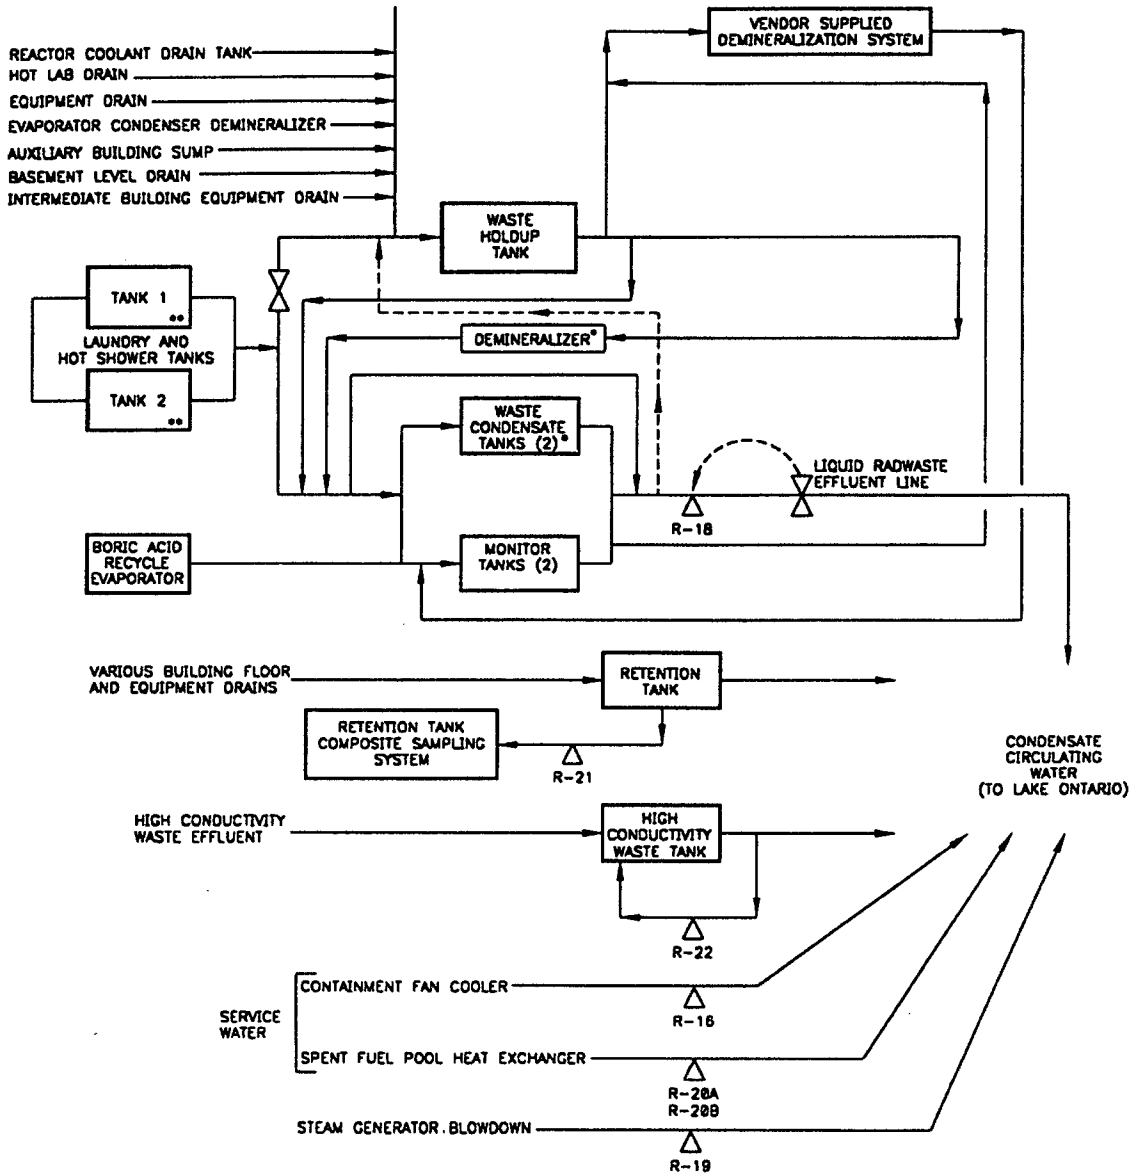 VENDOR SUPPLIED
DEMINERALIZATION SYSTEM
REACTOR COOLANT DRAIN TANK
HOT LAB DRAIN
EQUIPMENT DRAIN
EVAPORATOR CONDENSER DEMINERALIZER
AUXILIARY BUILDING SUMP
BASEMENT LEVEL DRAIN
INTERMEDIATE BUILDING EQUIPMENT DRAIN
WASTE
HOLDUP
TANK
TANK 1
**
LAUNDRY AND
HOT SHOWER TANKS
TANK 2
**
DEMINERALIZER*
WASTE
CONDENSATE
TANKS (2)*
LIQUID RADWASTE
EFFLUENT LINE
R-18
BORIC ACID
RECYCLE
EVAPORATOR
MONITOR
TANKS (2)
VARIOUS BUILDING FLOOR
AND EQUIPMENT DRAINS
RETENTION
TANK
RETENTION TANK
COMPOSITE SAMPLING
SYSTEM
R-21
CONDENSATE
CIRCULATING
WATER
(TO LAKE ONTARIO)
HIGH CONDUCTIVITY
WASTE EFFLUENT
HIGH
CONDUCTIVITY
WASTE TANK
R-22
CONTAINMENT FAN COOLER
R-16
SERVICE
WATER
SPENT FUEL POOL HEAT EXCHANGER
R-20A
R-20B
STEAM GENERATOR.BLOWDOWN
R-19